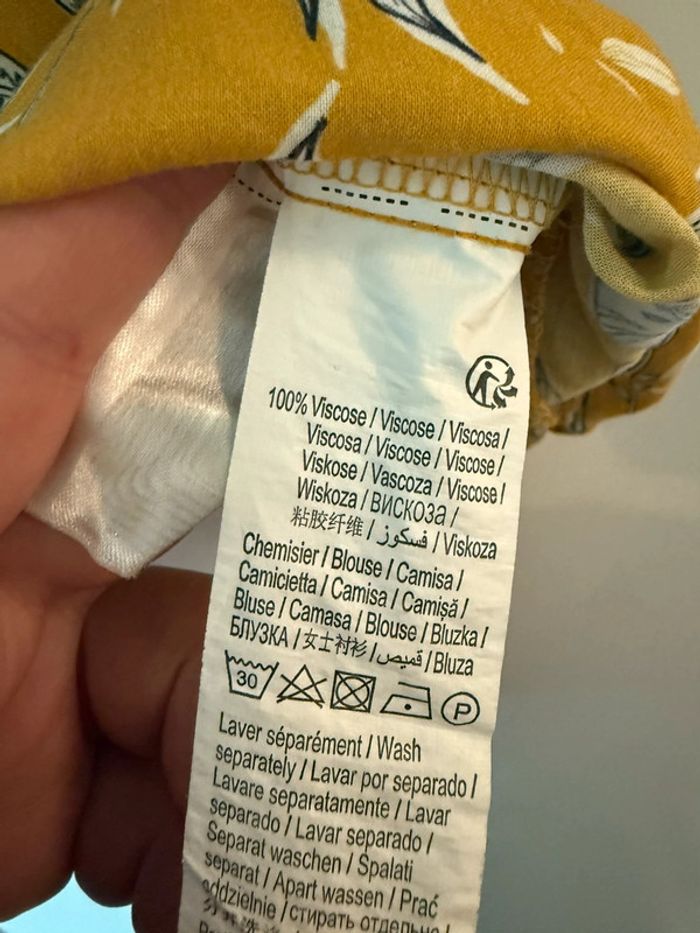 100% Viscose / Viscose / Viscosa /
Viscosa / Viscose / Viscose /
Viskose / Vascoza / Viscose /
Wiskoza / ВИСКОЗа /
粘胶纤维 / فسكوز / Viskoza
Chemisier / Blouse / Camisa /
Camicietta / Camisa / Camişă /
Bluse / Camasa / Blouse / Bluzka /
БЛУЗКА / 女士衬衫 / قميص / Bluza
30 P
Laver séparément / Wash
separately / Lavar por separado /
Lavare separatamente / Lavar
separado / Lavar separado /
Separat waschen / Spalati
separat / Apart wassen / Prać
oddzielnie / стирать отдельно /